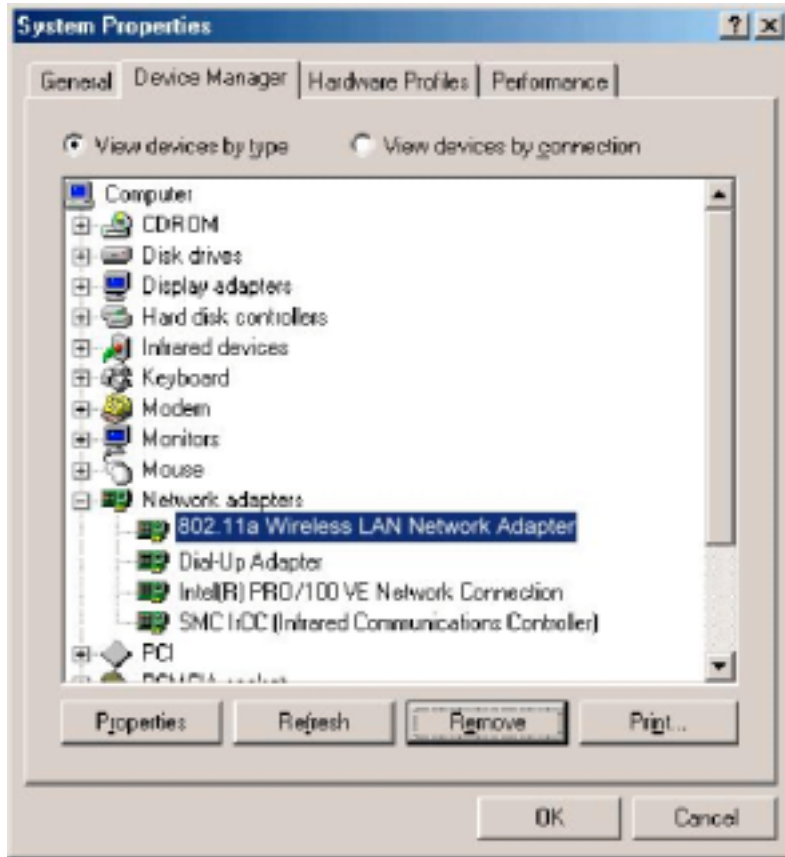 System Properties
General Device Manager Hardware Profiles Performance
View devices by type View devices by connection
Computer
CDROM
Disk drives
Display adapters
Hard disk controllers
Infrared devices
Keyboard
Modem
Monitors
Mouse
Network adapters
802.11a Wireless LAN Network Adapter
Dial-Up Adapter
Intel(R) PRO/100 VE Network Connection
SMC IrCC (Infrared Communications Controller)
PCI
Properties Refresh Remove Print...
OK Cancel